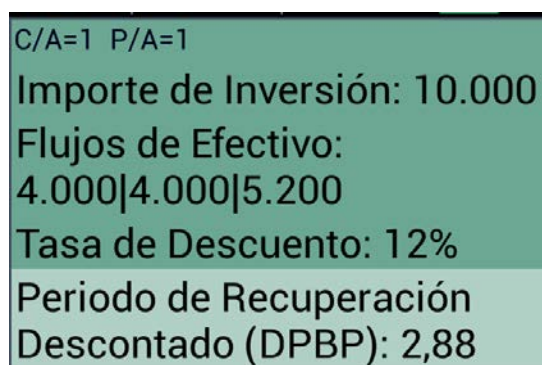 C/A=1 P/A=1
Importe de Inversión: 10.000
Flujos de Efectivo:
4.000|4.000|5.200
Tasa de Descuento: 12%
Periodo de Recuperación
Descontado (DPBP): 2,88